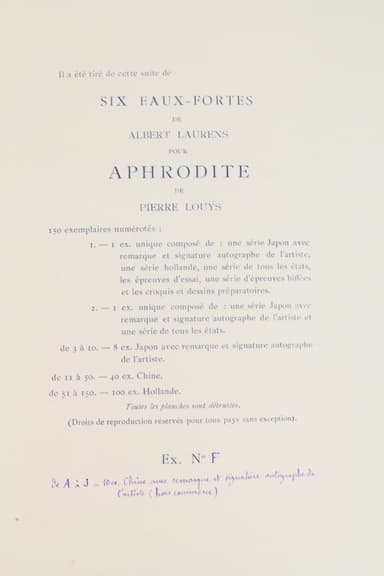 Il a été tiré de cette suite de
SIX EAUX-FORTES
DE
ALBERT LAURENS
POUR
APHRODITE
DE
PIERRE LOUŸS
150 exemplaires numérotés :
1. — 1 ex. unique composé de : une série Japon avec
remarque et signature autographe de l'artiste,
une série hollande, une série de tous les états,
les épreuves d'essai, une série d'épreuves biffées
et les croquis et dessins préparatoires.
2. — 1 ex. unique composé de : une série Japon avec
remarque et signature autographe de l'artiste et
une série de tous les états.
de 3 à 10. — 8 ex. Japon avec remarque et signature autographe
de l'artiste.
de 11 à 50. — 40 ex. Chine.
de 51 à 150. — 100 ex. Hollande.
Toutes les planches sont détruites.
(Droits de reproduction réservés pour tous pays sans exception).
Ex. No F
de A à J — 10 ex. Chine avec remarque et signature autographe de
l'artiste (hors commerce)